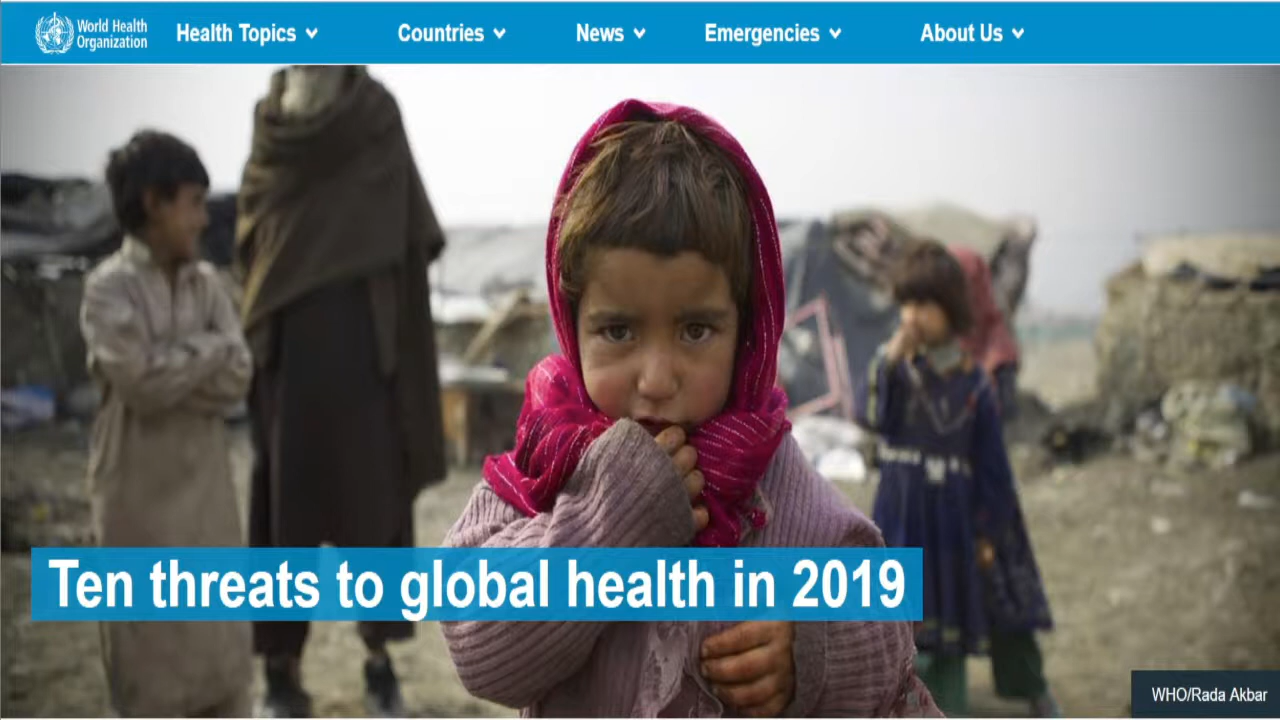 World Health
Organization
Health Topics
Countries
News
Emergencies
About Us
Ten threats to global health in 2019
WHO/Rada Akbar